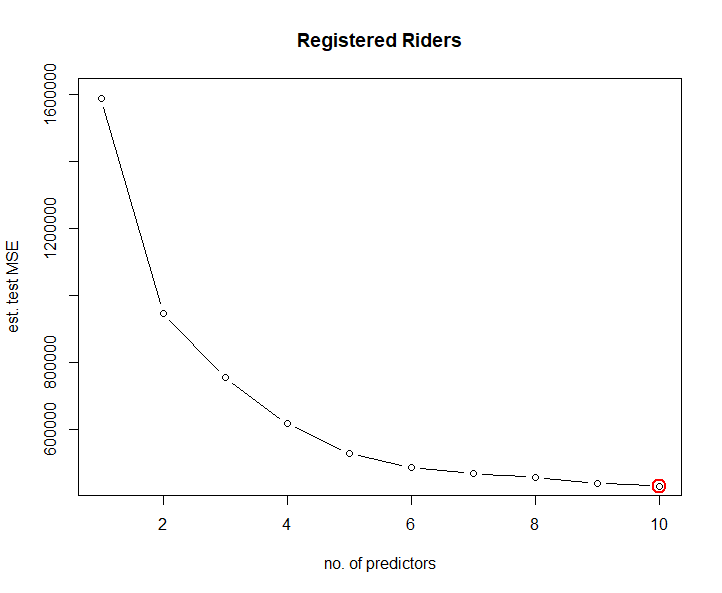 Registered Riders
est. test MSE
1600000
1200000
800000
600000
2 4 6 8 10
no. of predictors